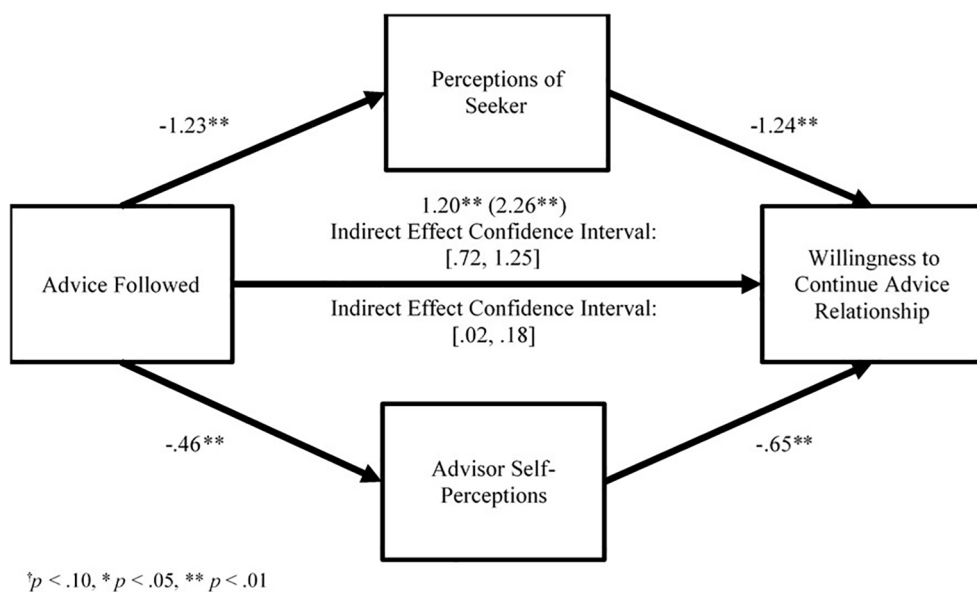 Perceptions of
Seeker
-1.23**
-1.24**
1.20** (2.26**)
Indirect Effect Confidence Interval:
[.72, 1.25]
Advice Followed
Willingness to
Continue Advice
Relationship
Indirect Effect Confidence Interval:
[.02, .18]
-.46**
-.65**
Advisor Self-
Perceptions
†p < .10, * p < .05, ** p < .01